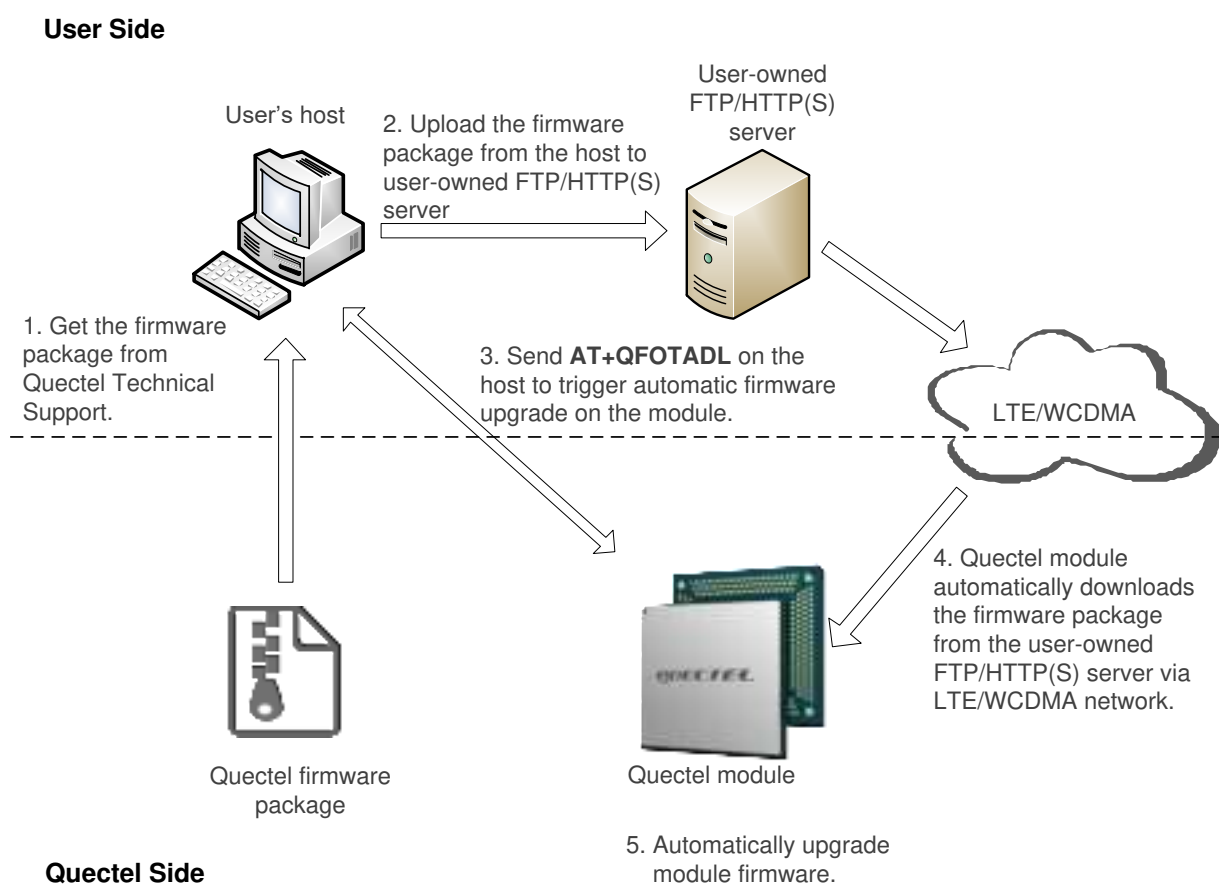 User Side
User-owned
FTP/HTTP(S)
server
User's host
2. Upload the firmware
package from the host to
user-owned FTP/HTTP(S)
server
1. Get the firmware
package from
Quectel Technical
Support.
3. Send AT+QFOTADL on the
host to trigger automatic firmware
upgrade on the module.
LTE/WCDMA
4. Quectel module
automatically downloads
the firmware package
from the user-owned
FTP/HTTP(S) server via
LTE/WCDMA network.
QUECTEL
Quectel firmware
package
Quectel module
5. Automatically upgrade
module firmware.
Quectel Side